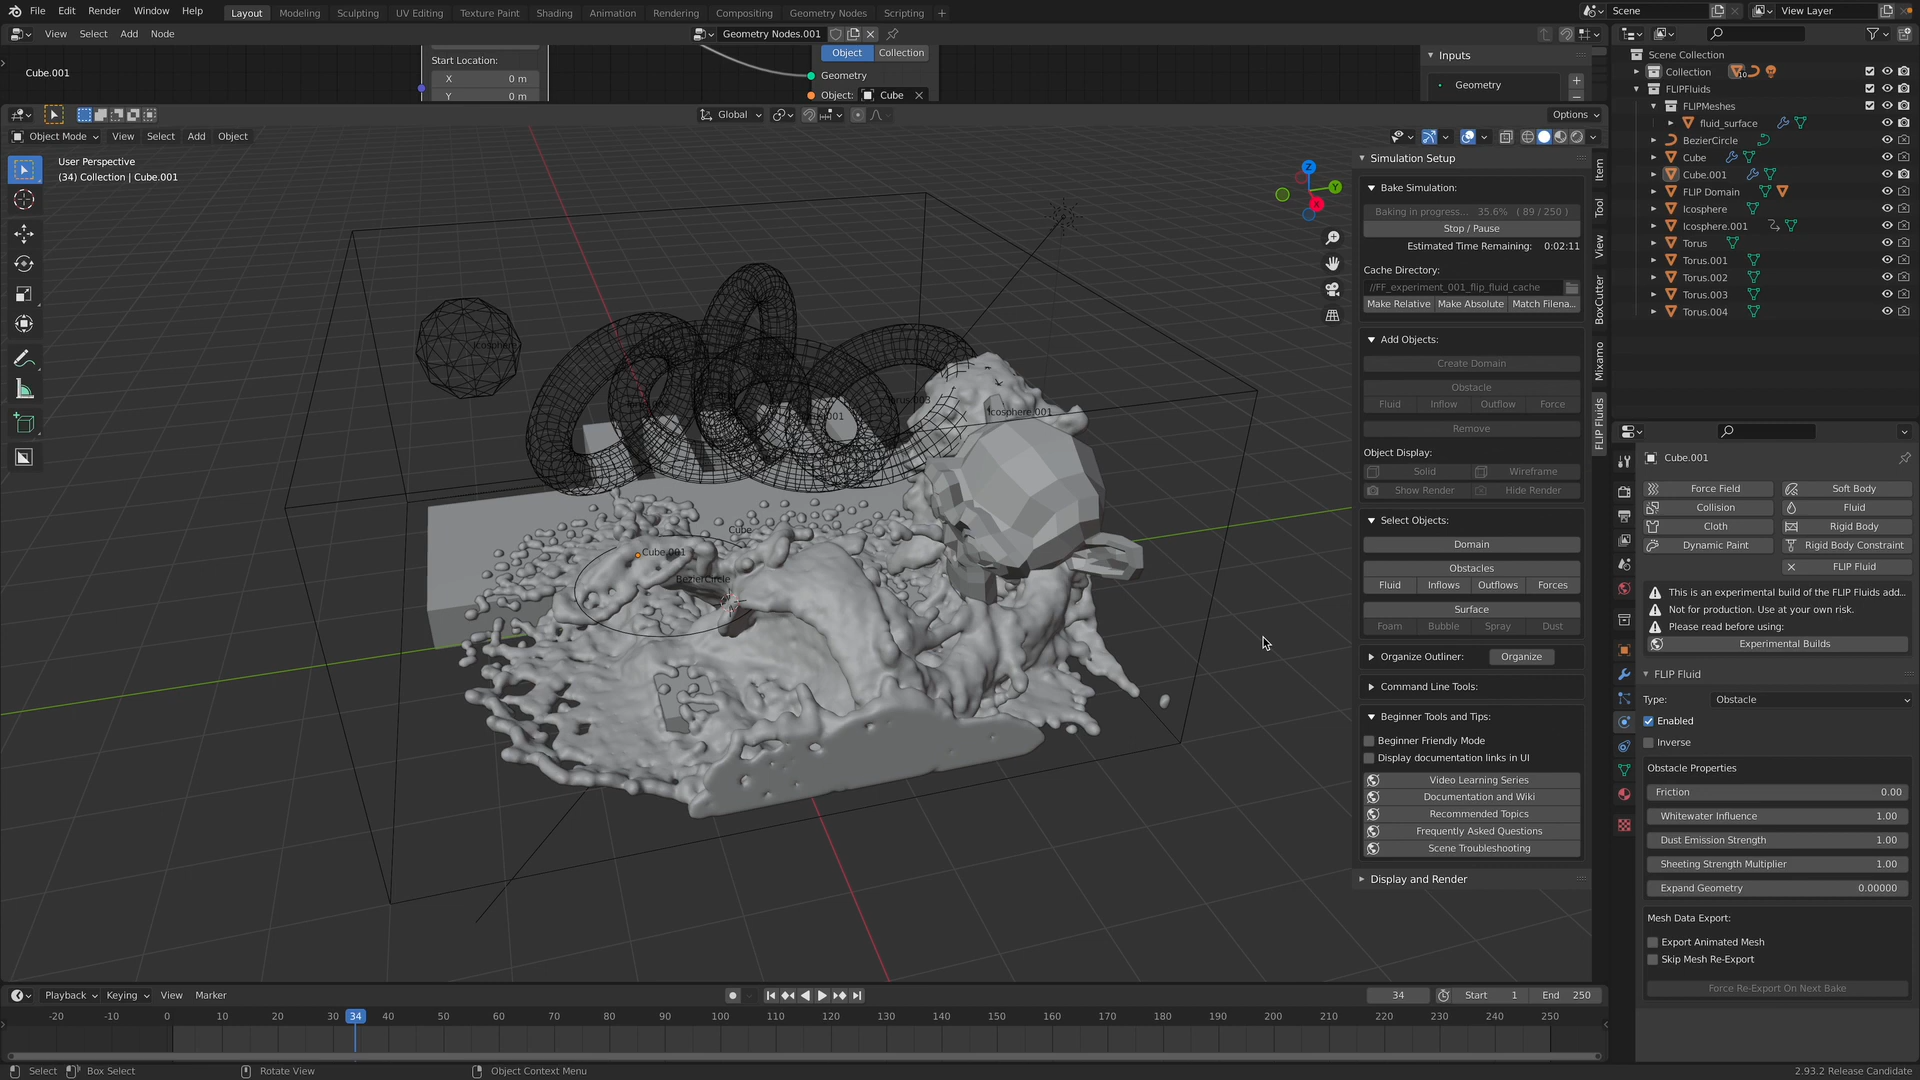 File Edit Render Window Help
Layout Modeling Sculpting UV Editing Texture Paint Shading Animation Rendering Compositing Geometry Nodes Scripting +
Scene View Layer
View Select Add Node
Geometry Nodes.001
Cube.001
Start Location:
X 0 m
Y 0 m
Object Collection
Geometry
Object: Cube
Inputs
Geometry
Global
Options
Object Mode View Select Add Object
User Perspective
(34) Collection | Cube.001
Icosphere
Icosphere.001
Cube
Cube.001
BezierCircle
Z
Y
X
Simulation Setup
Bake Simulation:
Baking in progress... 35.6% ( 89 / 250 )
Stop / Pause
Estimated Time Remaining: 0:02:11
Cache Directory:
//FF_experiment_001_flip_fluid_cache
Make Relative Make Absolute Match Filena...
Add Objects:
Create Domain
Obstacle
Fluid Inflow Outflow Force
Remove
Object Display:
Solid Wireframe
Show Render Hide Render
Select Objects:
Domain
Obstacles
Fluid Inflows Outflows Forces
Surface
Foam Bubble Spray Dust
Organize Outliner: Organize
Command Line Tools:
Beginner Tools and Tips:
Beginner Friendly Mode
Display documentation links in UI
Video Learning Series
Documentation and Wiki
Recommended Topics
Frequently Asked Questions
Scene Troubleshooting
Display and Render
Item
Tool
View
BoxCutter
Mixamo
FLIP Fluids
Scene Collection
Collection 10
FLIPFluids
FLIPMeshes
fluid_surface
BezierCircle
Cube
Cube.001
FLIP Domain
Icosphere
Icosphere.001
Torus
Torus.001
Torus.002
Torus.003
Torus.004
Cube.001
Force Field Soft Body
Collision Fluid
Cloth Rigid Body
Dynamic Paint Rigid Body Constraint
FLIP Fluid
This is an experimental build of the FLIP Fluids add...
Not for production. Use at your own risk.
Please read before using:
Experimental Builds
FLIP Fluid
Type: Obstacle
Enabled
Inverse
Obstacle Properties
Friction 0.00
Whitewater Influence 1.00
Dust Emission Strength 1.00
Sheeting Strength Multiplier 1.00
Expand Geometry 0.00000
Mesh Data Export:
Export Animated Mesh
Skip Mesh Re-Export
Force Re-Export On Next Bake
Playback Keying View Marker
34 Start 1 End 250
-20 -10 0 10 20 30 34 50 60 70 80 90 100 110 120 130 140 150 160 170 180 190 200 210 220 230 240 250
Select Box Select Rotate View Object Context Menu
2.93.2 Release Candidate